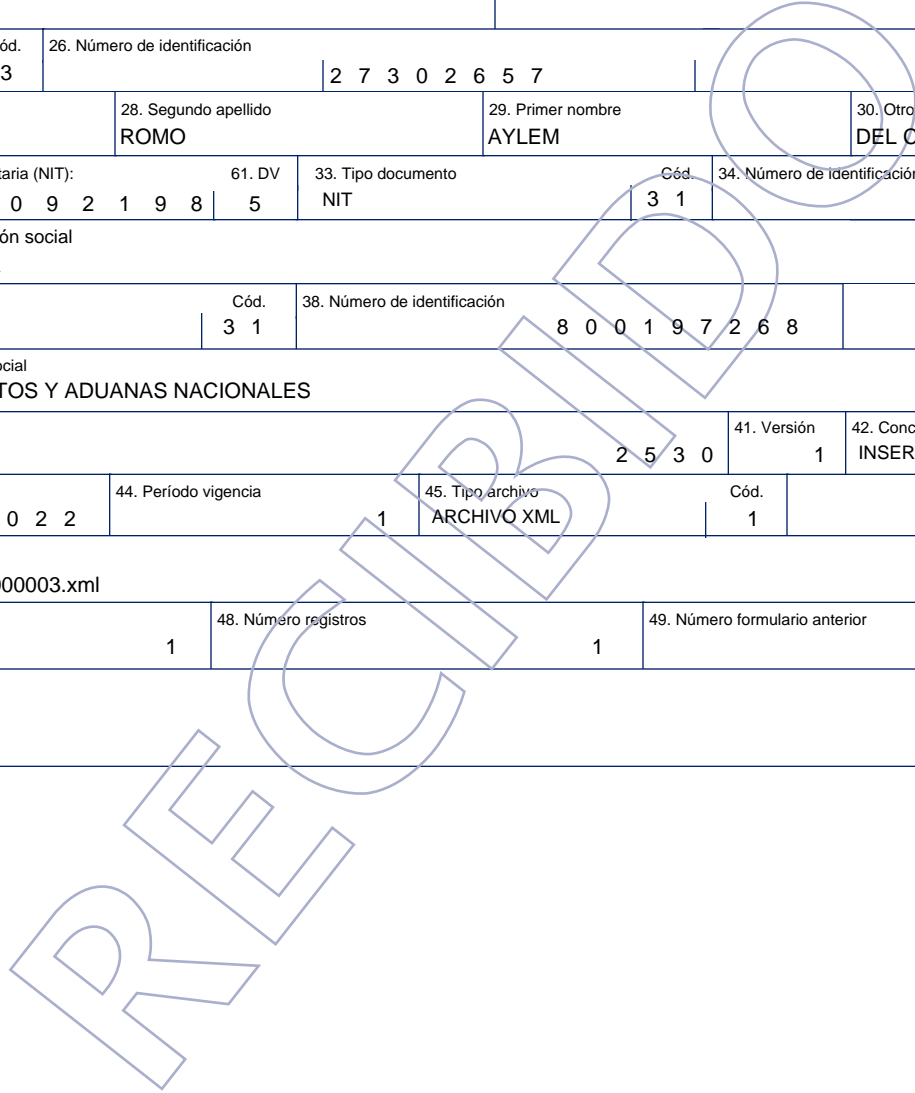 ód. 26. Número de identificación
3 2 7 3 0 2 6 5 7
28. Segundo apellido 29. Primer nombre 30. Otro
ROMO AYLEM DEL
taria (NIT): 61. DV 33. Tipo documento Cód. 34. Número de identificación
0 9 2 1 9 8 5 NIT 3 1
ón social
Cód. 38. Número de identificación
3 1 8 0 0 1 9 7 2 6 8
ocial
TOS Y ADUANAS NACIONALES
41. Versión 42. Conc
2 5 3 0 1 INSER
44. Período vigencia 45. Tipo archivo Cód.
0 2 2 1 ARCHIVO XML 1
000003.xml
48. Número registros 49. Número formulario anterior
1 1
RECIBIDO